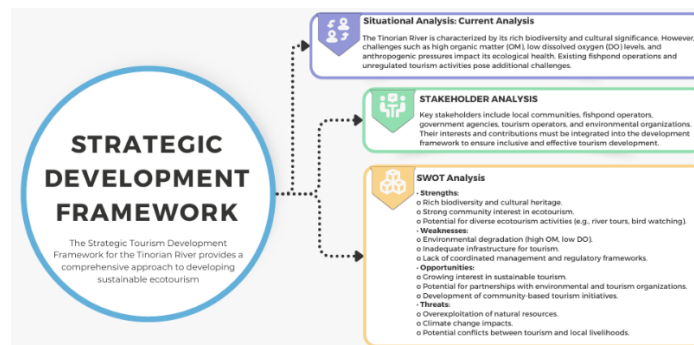 STRATEGIC
DEVELOPMENT
FRAMEWORK
The Strategic Tourism Development
Framework for the Tinorian River provides a
comprehensive approach to developing
sustainable ecotourism
Situational Analysis: Current Analysis
The Tinorian River is characterized by its rich biodiversity and cultural significance. However,
challenges such as high organic matter (OM), low dissolved oxygen (DO) levels, and
anthropogenic pressures impact its ecological health. Existing fishpond operations and
unregulated tourism activities pose additional challenges.
STAKEHOLDER ANALYSIS
Key stakeholders include local communities, fishpond operators,
government agencies, tourism operators, and environmental organizations.
Their interests and contributions must be integrated into the development
framework to ensure inclusive and effective tourism development.
SWOT Analysis
· Strengths:
o Rich biodiversity and cultural heritage.
o Strong community interest in ecotourism.
o Potential for diverse ecotourism activities (e.g., river tours, bird watching).
· Weaknesses:
o Environmental degradation (high OM, low DO).
o Inadequate infrastructure for tourism.
o Lack of coordinated management and regulatory frameworks.
· Opportunities:
o Growing interest in sustainable tourism.
o Potential for partnerships with environmental and tourism organizations.
o Development of community-based tourism initiatives.
· Threats:
o Overexploitation of natural resources.
o Climate change impacts.
o Potential conflicts between tourism and local livelihoods.